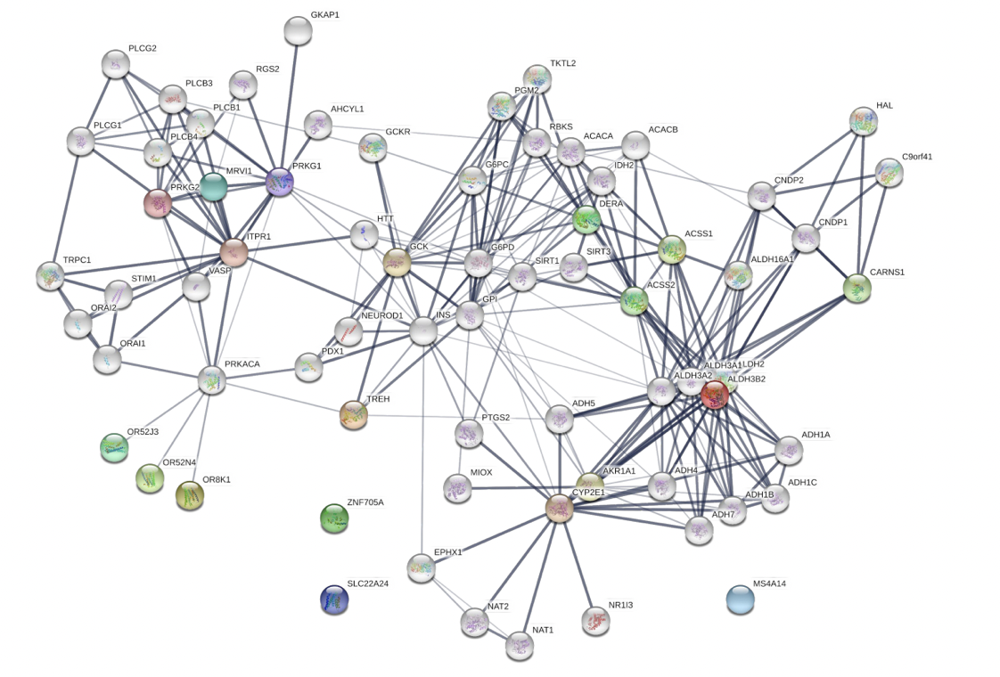 GKAP1
PLCG2
TKTL2
RGS2
PLCB3
PGM2
HAL
AHCYL1
PLCB1
PLCG1
RBKS
ACACB
GCKR
ACACA
PLCB4
C9orf41
G6PC
IDH2
PRKG1
MRVI1
CNDP2
PRKG2
DERA
HTT
CNDP1
ITPR1
ACSS1
GCK
G6PD
SIRT3
TRPC1
SIRT1
ALDH16A1
VASP
CARNS1
STIM1
ACSS2
GPI
ORAI2
NEUROD1
INS
ORAI1
PDX1
PRKACA
ALDH3A1
LDH2
ALDH3A2
ALDH3B2
TREH
ADH5
PTGS2
OR52J3
ADH1A
OR52N4
MIOX
AKR1A1
ADH4
OR8K1
ADH1C
CYP2E1
ADH1B
ZNF705A
ADH7
EPHX1
SLC22A24
MS4A14
NAT2
NR1I3
NAT1